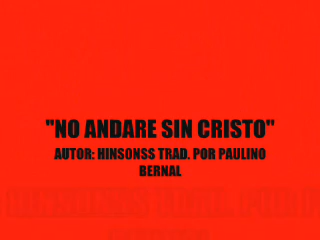 "NO ANDARE SIN CRISTO"
AUTOR: HINSONSS TRAD. POR PAULINO
BERNAL